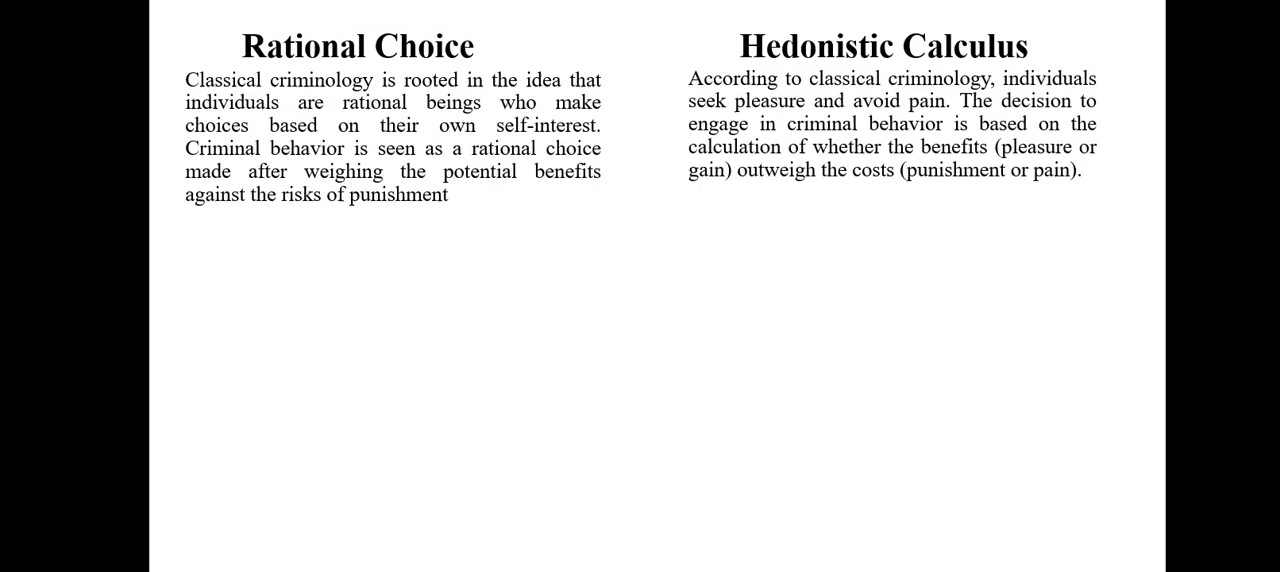 Rational Choice
Classical criminology is rooted in the idea that
individuals are rational beings who make
choices based on their own self-interest.
Criminal behavior is seen as a rational choice
made after weighing the potential benefits
against the risks of punishment
Hedonistic Calculus
According to classical criminology, individuals
seek pleasure and avoid pain. The decision to
engage in criminal behavior is based on the
calculation of whether the benefits (pleasure or
gain) outweigh the costs (punishment or pain).